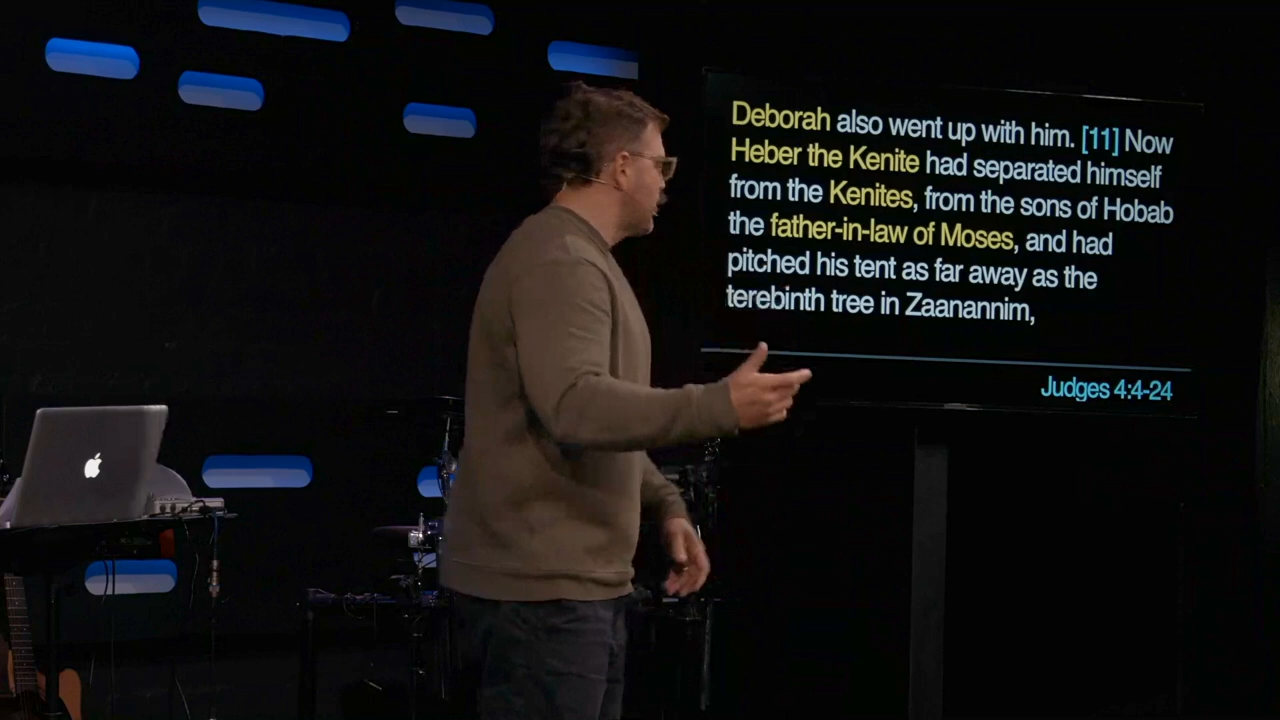 Deborah also went up with him. [11] Now
Heber the Kenite had separated himself
from the Kenites, from the sons of Hobab
the father-in-law of Moses, and had
pitched his tent as far away as the
terebinth tree in Zaanannim,
Judges 4:4-24